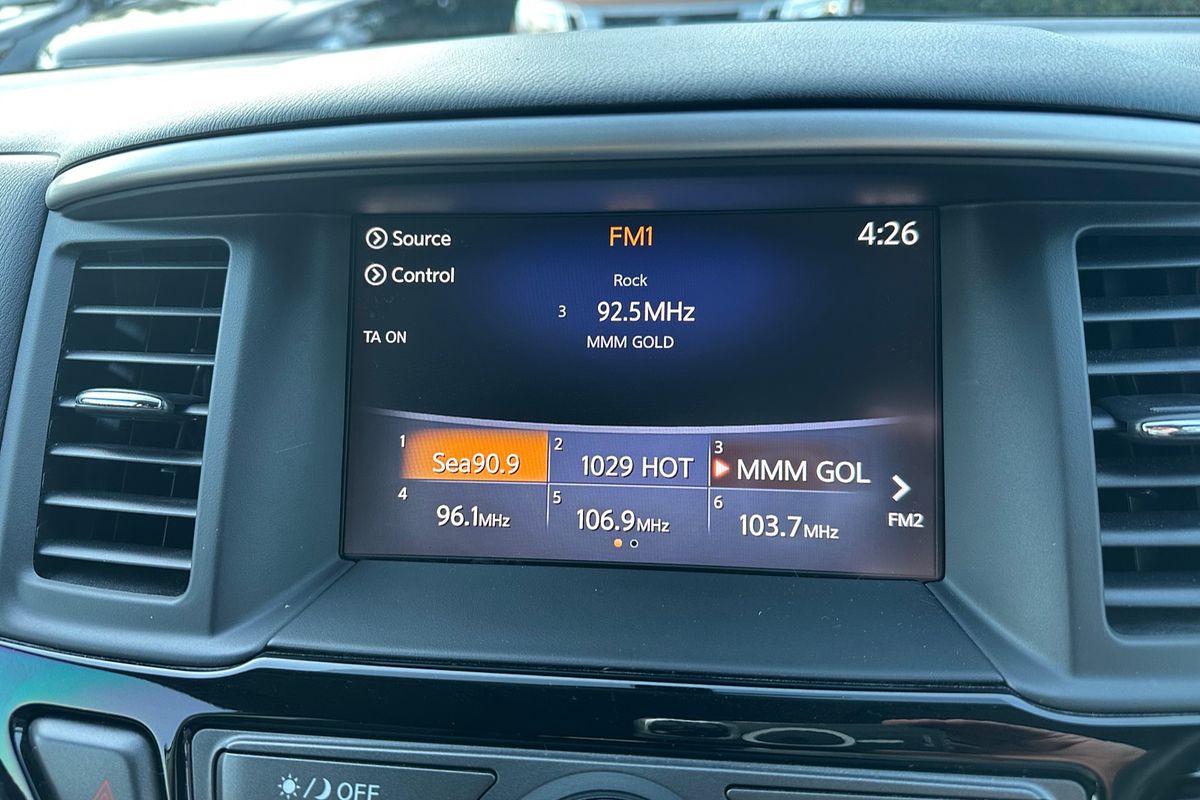 Source
FM1
4:26
Control
Rock
3 92.5MHz
TA ON
MMM GOLD
1 Sea90.9
2 1029 HOT
3 MMM GOL
4 96.1MHz
5 106.9MHz
6 103.7MHz
FM2
OFF